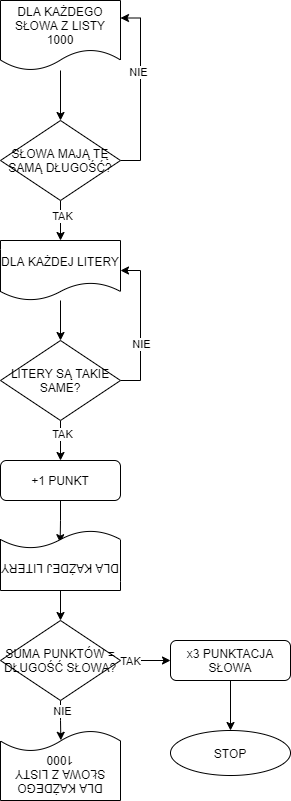 DLA KAŻDEGO
SŁOWA Z LISTY
1000
NIE
SŁOWA MAJĄ TĘ
SAMĄ DŁUGOŚĆ?
TAK
DLA KAŻDEJ LITERY
NIE
LITERY SĄ TAKIE
SAME?
TAK
+1 PUNKT
DLA KAŻDEJ LITERY
SUMA PUNKTÓW =
DŁUGOŚĆ SŁOWA?
TAK
x3 PUNKTACJA
SŁOWA
NIE
STOP
DLA KAŻDEGO
SŁOWA Z LISTY
1000